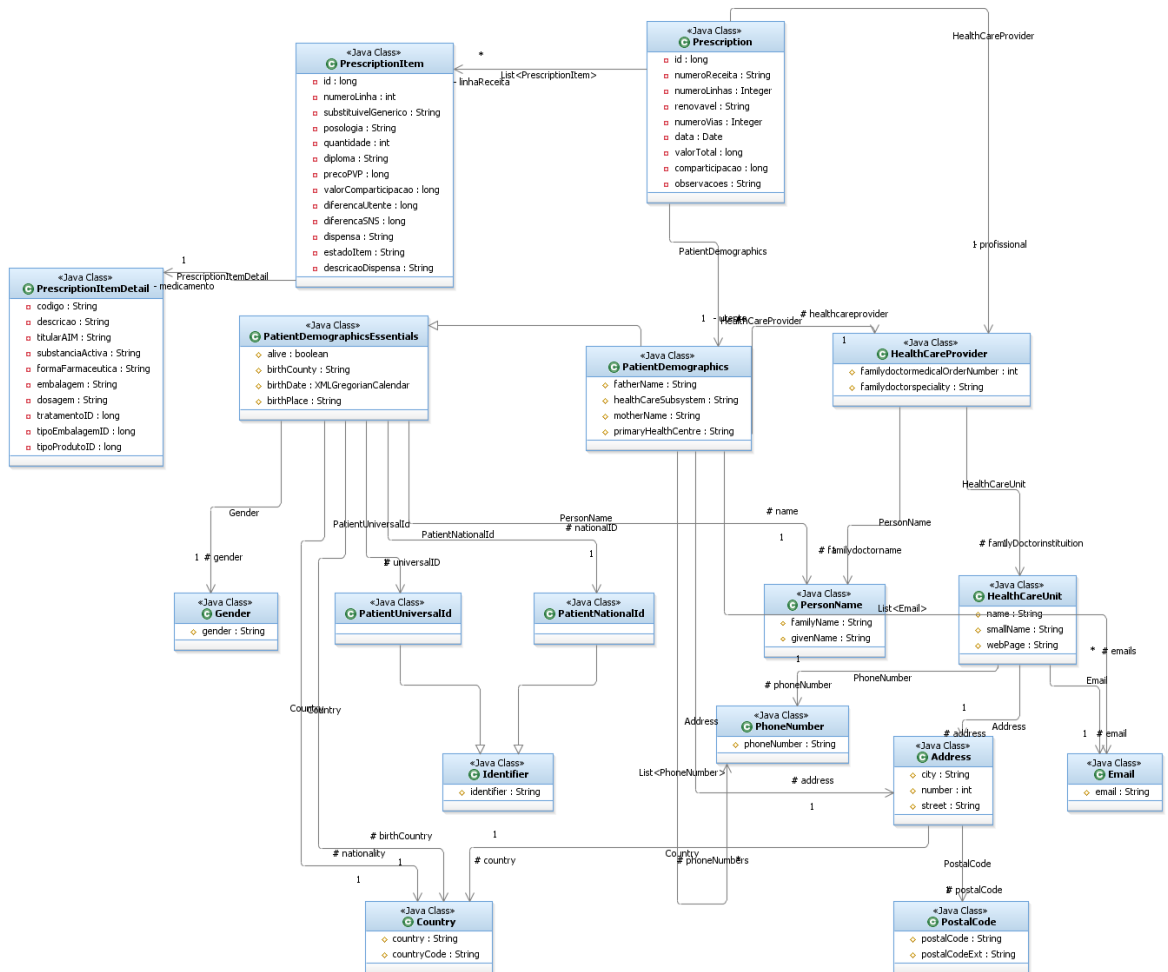 HealthCareProvider
«Java Class»
Prescription
id : long
numeroReceita : String
numeroLinhas : Integer
renovavel : String
numeroVias : Integer
data : Date
valorTotal : long
comparticipacao : long
observacoes : String
*
List<PrescriptionItem>
- linhaReceita
«Java Class»
PrescriptionItem
id : long
numeroLinha : int
substituivelGenerico : String
posologia : String
quantidade : int
diploma : String
precoPVP : long
valorComparticipacao : long
diferencaUtente : long
diferencaSNS : long
dispensa : String
estadoItem : String
descricaoDispensa : String
PatientDemographics
1
- profissional
1
PrescriptionItemDetail
- medicamento
«Java Class»
PrescriptionItemDetail
codigo : String
descricao : String
titularAIM : String
substanciaActiva : String
formaFarmaceutica : String
embalagem : String
dosagem : String
tratamentoID : long
tipoEmbalagemID : long
tipoProdutoID : long
«Java Class»
PatientDemographicsEssentials
alive : boolean
birthCounty : String
birthDate : XMLGregorianCalendar
birthPlace : String
1
- utente
HealthCareProvider
# healthcareprovider
1
«Java Class»
PatientDemographics
fatherName : String
healthCareSubsystem : String
motherName : String
primaryHealthCentre : String
«Java Class»
HealthCareProvider
familydoctormedicalOrderNumber : int
familydoctorspeciality : String
HealthCareUnit
Gender
PatientUniversalId
PatientNationalId
PersonName
# nationalID
# name
PersonName
1
# gender
1
# universalID
1
1
# familydoctorname
1
# familyDoctorinstituition
«Java Class»
Gender
gender : String
«Java Class»
PatientUniversalId
«Java Class»
PatientNationalId
«Java Class»
PersonName
familyName : String
givenName : String
List<Email>
«Java Class»
HealthCareUnit
name : String
smallName : String
webPage : String
*
# emails
1
# phoneNumber
PhoneNumber
Email
«Java Class»
PhoneNumber
phoneNumber : String
Country
Country
Address
1
Address
# address
1
# email
«Java Class»
Identifier
identifier : String
List<PhoneNumber>
# address
1
«Java Class»
Address
city : String
number : int
street : String
«Java Class»
Email
email : String
# birthCountry
1
# nationality
1
1
# country
Country
# phoneNumbers
*
PostalCode
# postalCode
«Java Class»
Country
country : String
countryCode : String
«Java Class»
PostalCode
postalCode : String
postalCodeExt : String